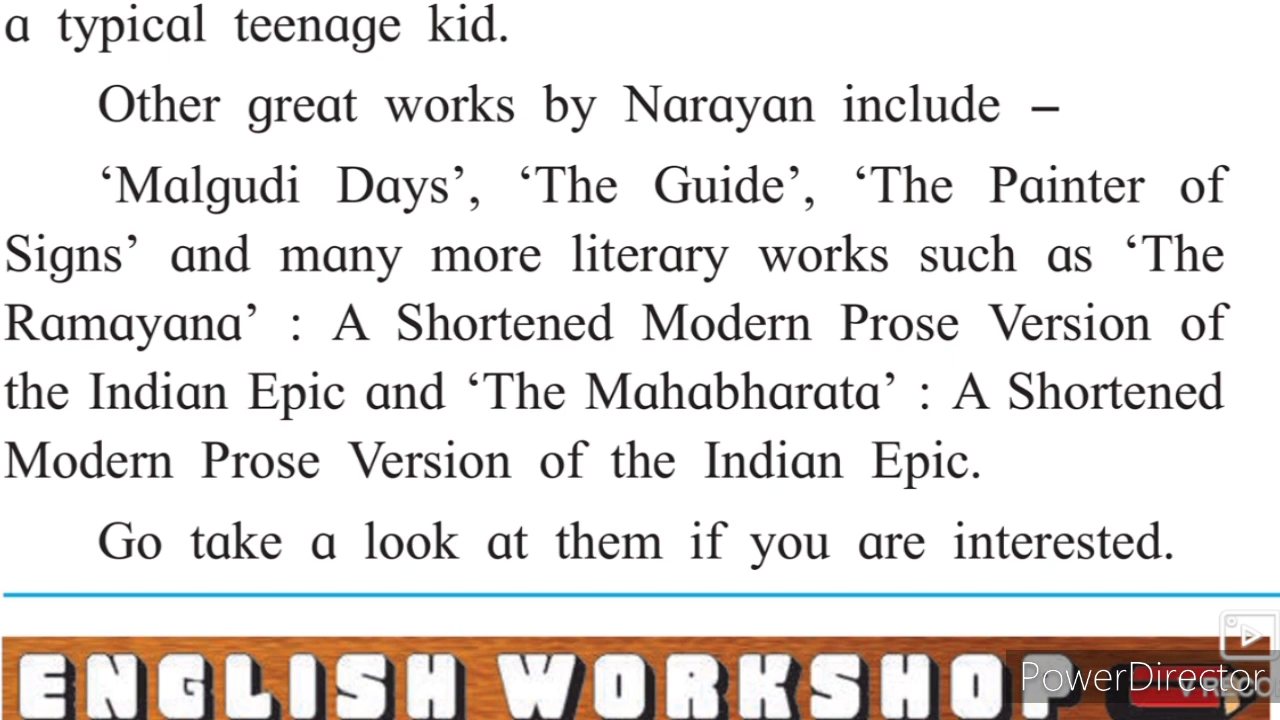 a typical teenage kid.
Other great works by Narayan include –
‘Malgudi Days’, ‘The Guide’, ‘The Painter of
Signs’ and many more literary works such as ‘The
Ramayana’ : A Shortened Modern Prose Version of
the Indian Epic and ‘The Mahabharata’ : A Shortened
Modern Prose Version of the Indian Epic.
Go take a look at them if you are interested.
ENGLISH WORKSHOP
PowerDirector